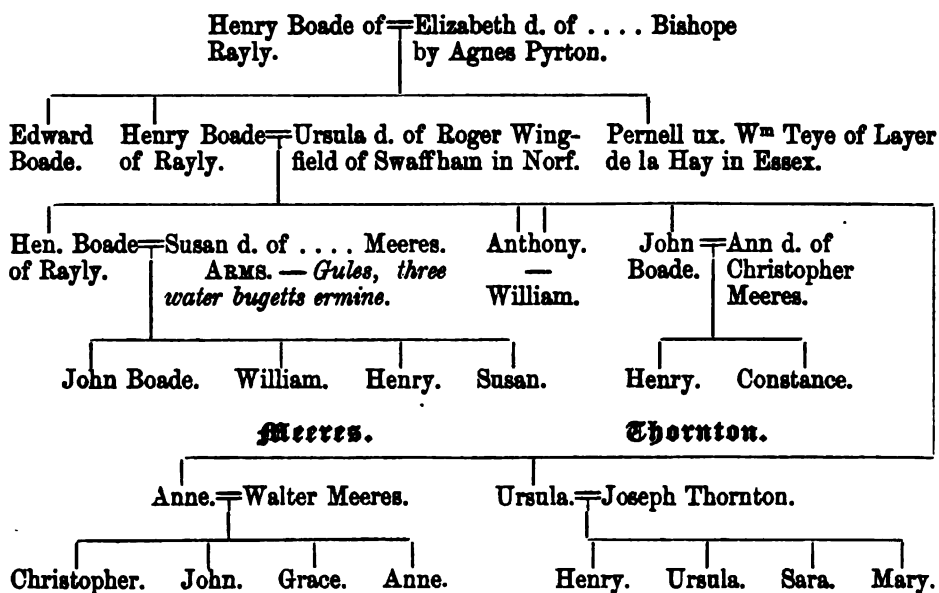 Henry Boade of Elizabeth d. of .... Bishope
Rayly. by Agnes Pyrton.
Edward Henry Boade Ursula d. of Roger Wing- Pernell ux. Wᵐ Teye of Layer
Boade. of Rayly. field of Swaffham in Norf. de la Hay in Essex.
Hen. Boade Susan d. of .... Meeres. Anthony. John Ann d. of
of Rayly. ARMS. — Gules, three — Boade. Christopher
water bugetts ermine. William. Meeres.
John Boade. William. Henry. Susan. Henry. Constance.
Meeres. Thornton.
Anne. Walter Meeres. Ursula. Joseph Thornton.
Christopher. John. Grace. Anne. Henry. Ursula. Sara. Mary.